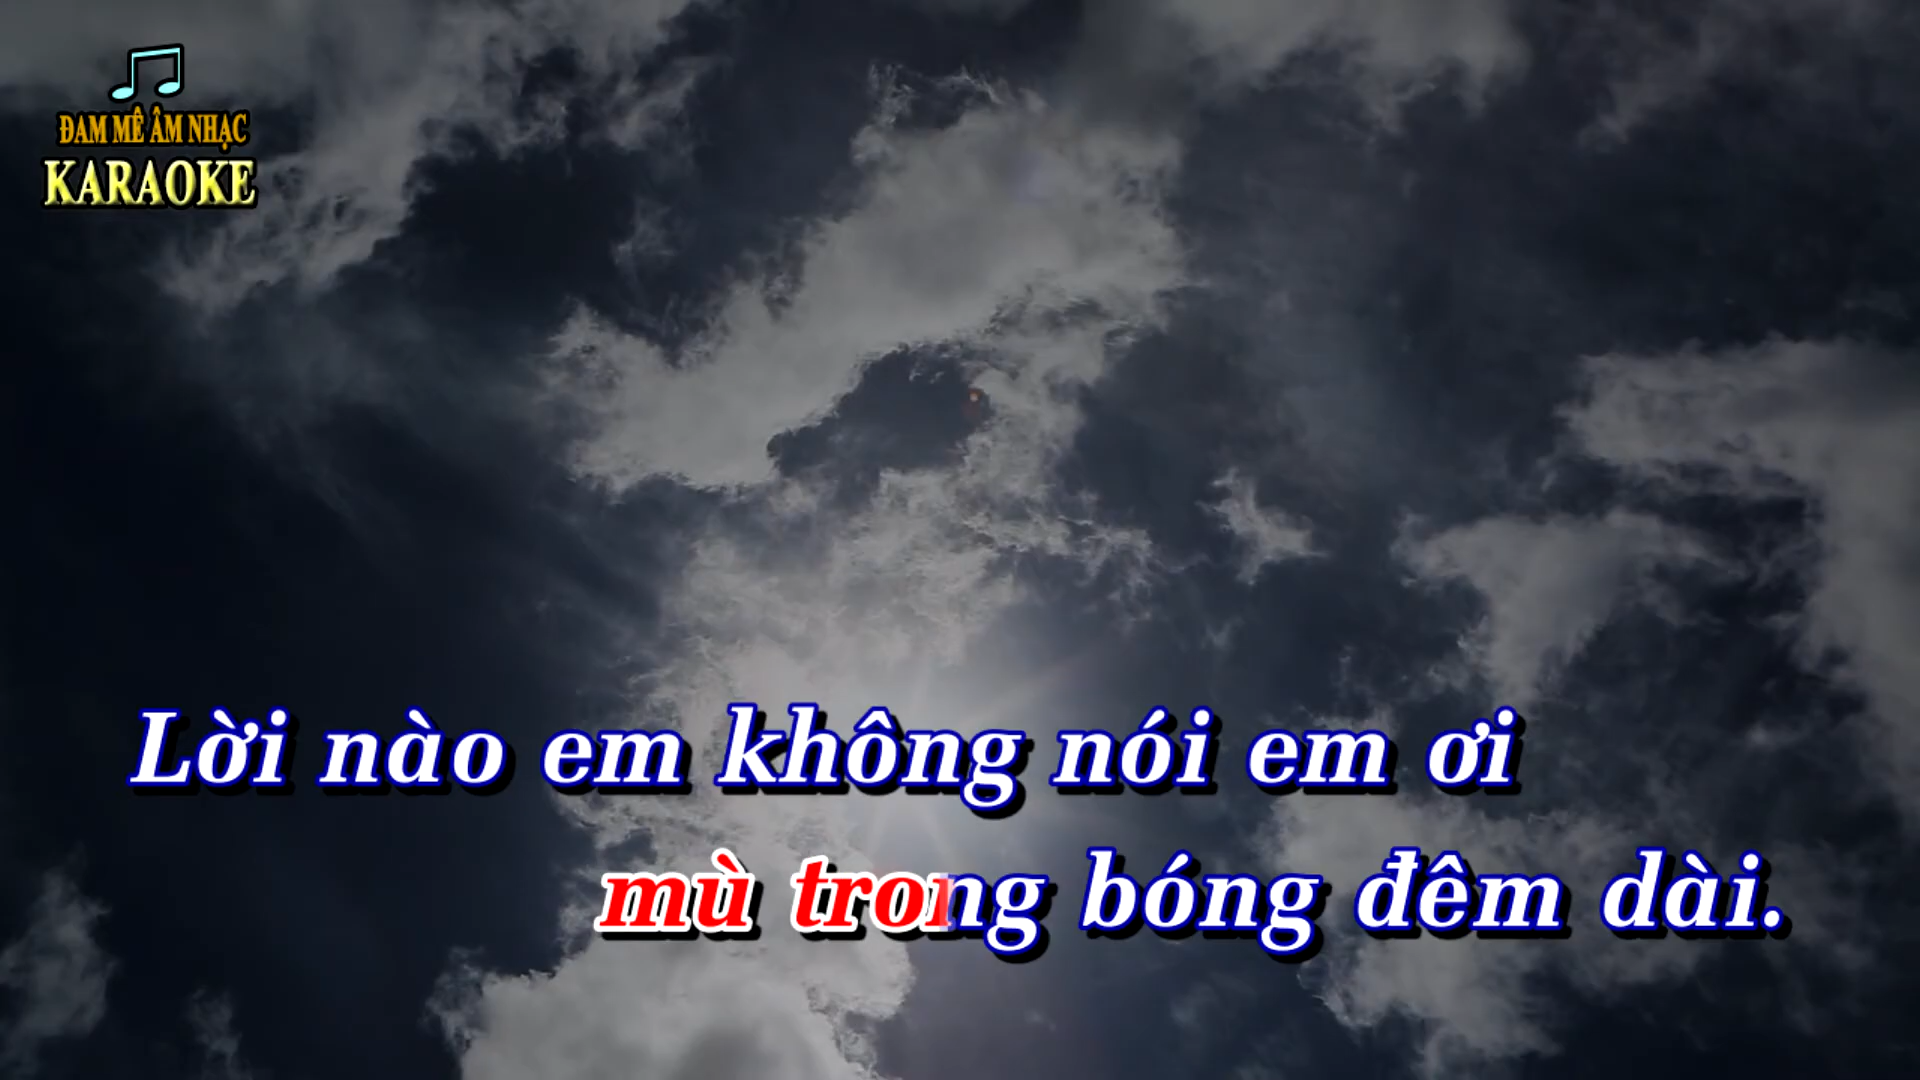 ĐAM MÊ ÂM NHẠC
KARAOKE
Lời nào em không nói em ơi
mù trong bóng đêm dài.